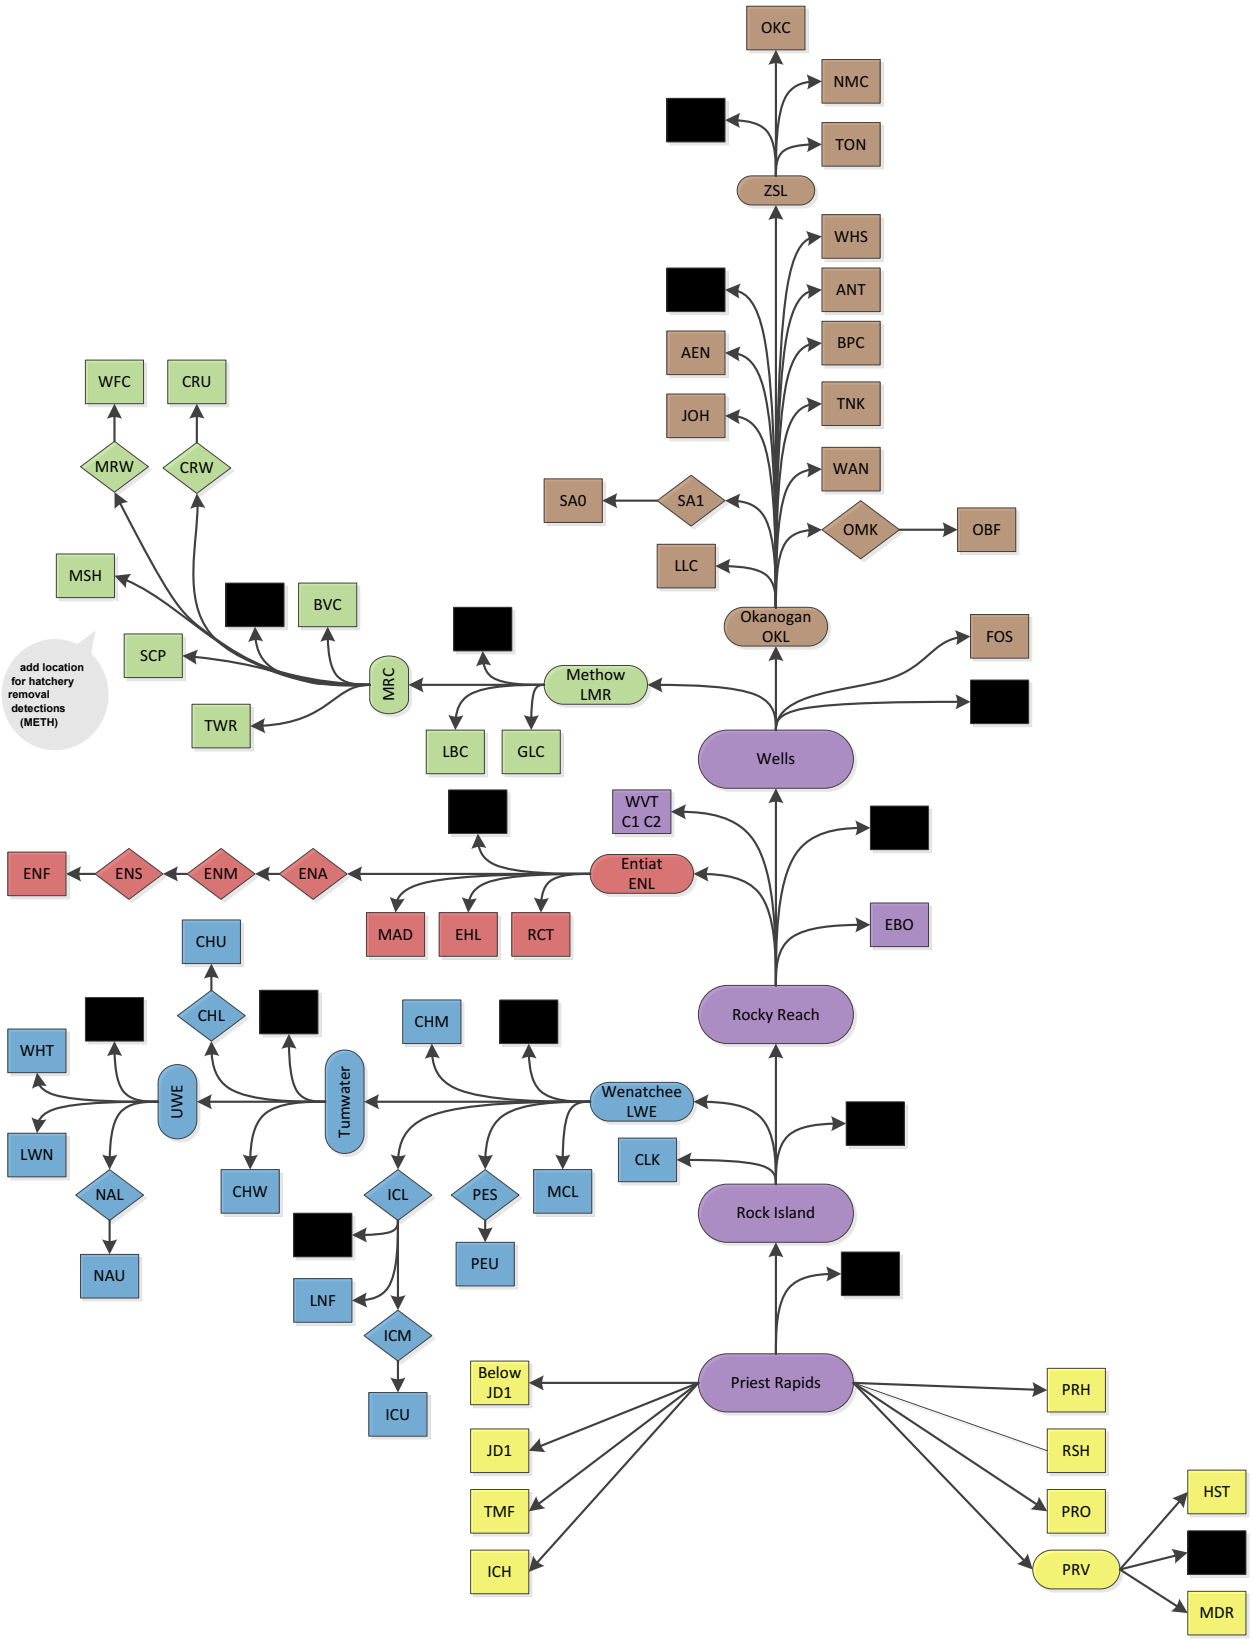 OKC
NMC
TON
ZSL
WHS
ANT
AEN
BPC
JOH
TNK
WAN
WFC
CRU
MRW
CRW
SA0
SA1
OMK
OBF
LLC
MSH
BVC
Okanogan
OKL
FOS
SCP
add location
for hatchery
removal
detections
(METH)
MRC
Methow
LMR
TWR
LBC
GLC
Wells
WVT
C1 C2
ENF
ENS
ENM
ENA
Entiat
ENL
MAD
EHL
RCT
EBO
CHU
CHL
CHM
Rocky Reach
WHT
UWE
Tumwater
Wenatchee
LWE
LWN
CLK
NAL
CHW
ICL
PES
MCL
Rock Island
NAU
PEU
LNF
ICM
ICU
Below
JD1
Priest Rapids
PRH
JD1
RSH
TMF
PRO
HST
ICH
PRV
MDR